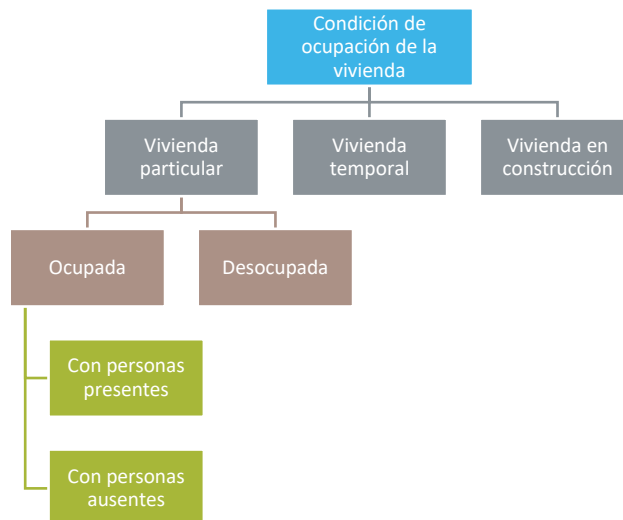 Condición de
ocupación de la
vivienda
Vivienda
particular
Vivienda
temporal
Vivienda en
construcción
Ocupada
Desocupada
Con personas
presentes
Con personas
ausentes